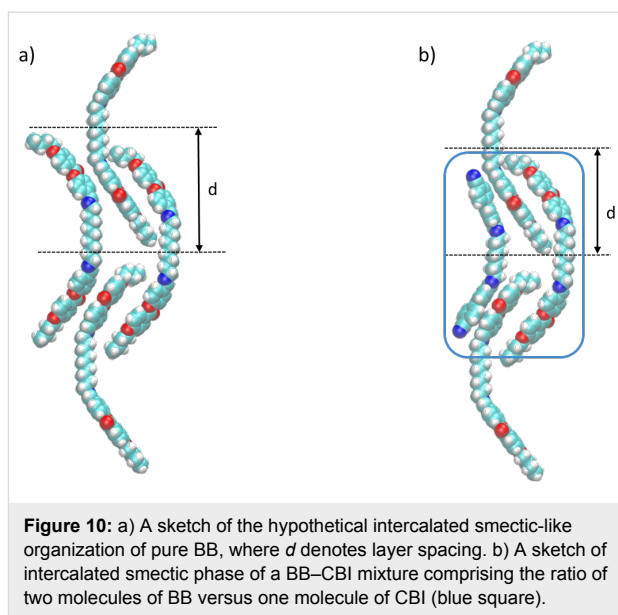 a)
b)
d
d
Figure 10: a) A sketch of the hypothetical intercalated smectic-like
organization of pure BB, where d denotes layer spacing. b) A sketch of
intercalated smectic phase of a BB–CBI mixture comprising the ratio of
two molecules of BB versus one molecule of CBI (blue square).